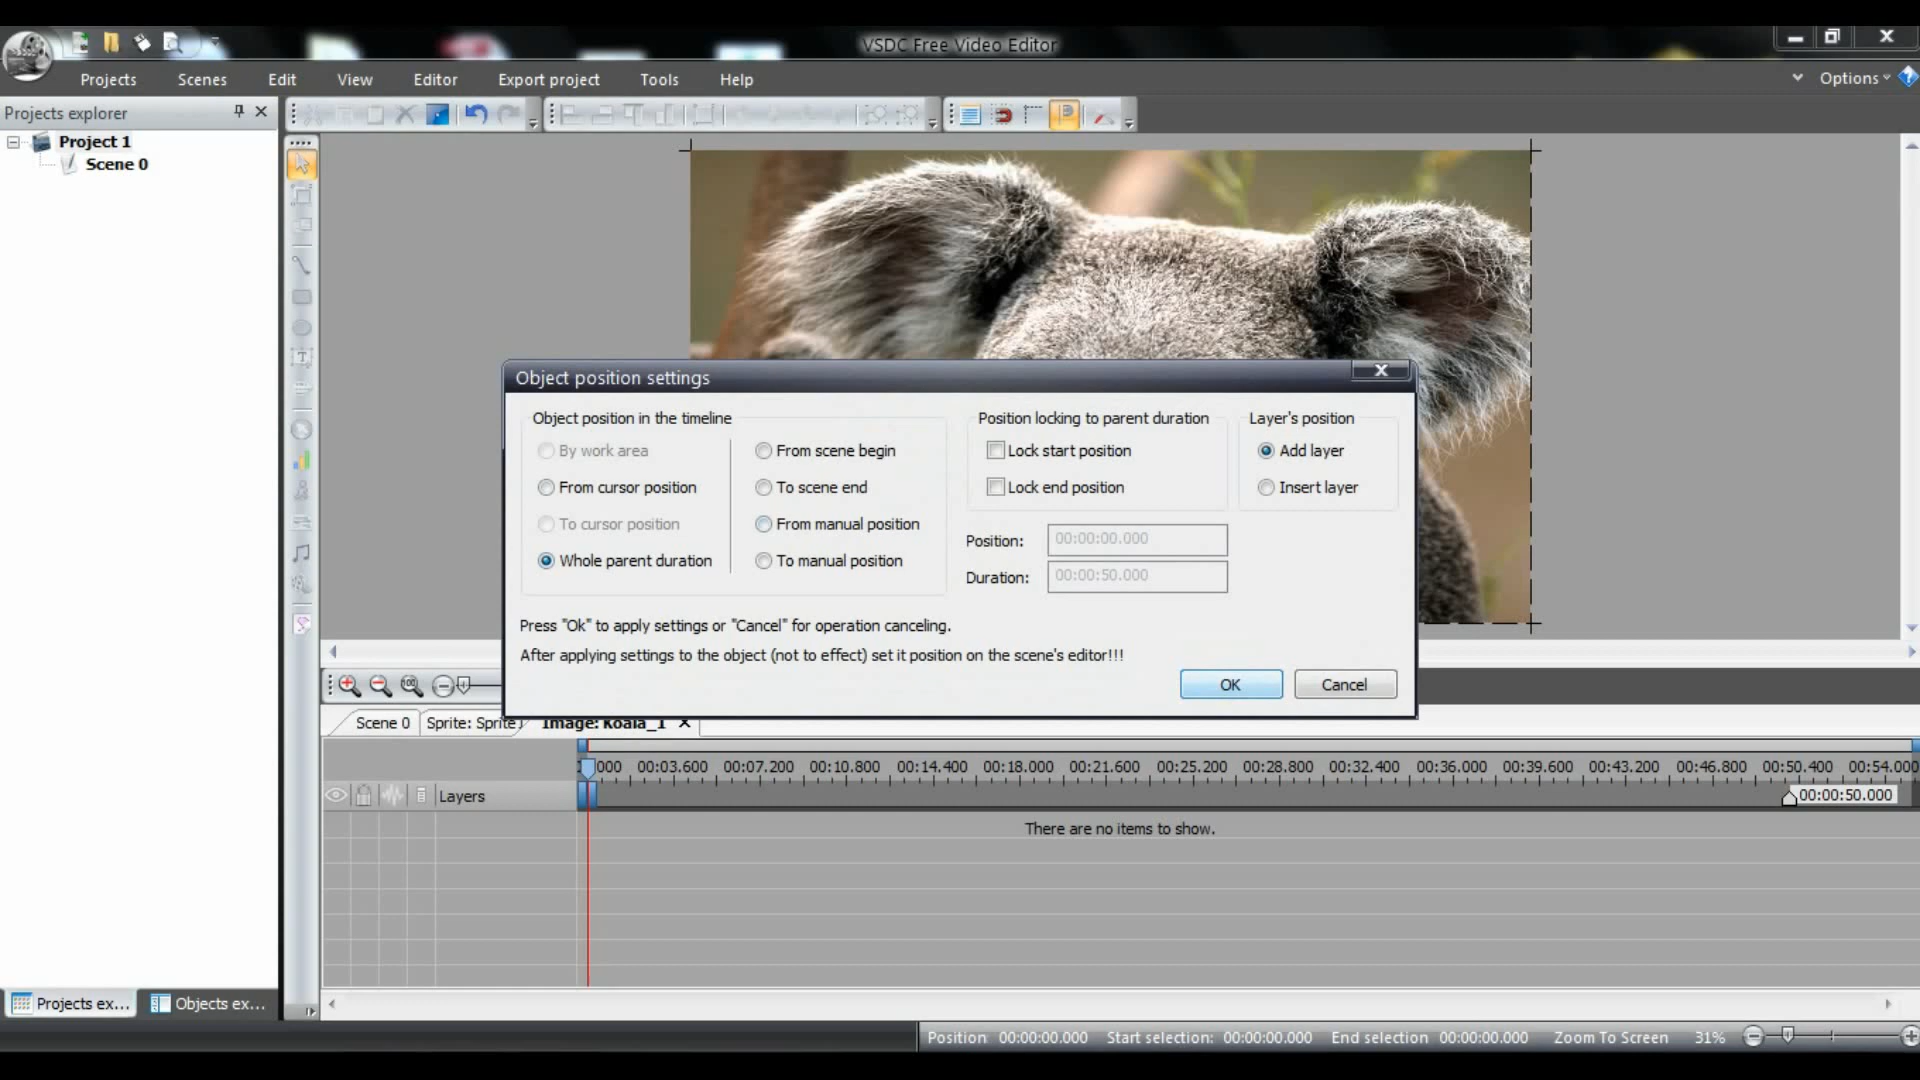 VSDC Free Video Editor
Projects Scenes Edit View Editor Export project Tools Help Options
Projects explorer
Project 1
Scene 0
Object position settings
Object position in the timeline
By work area
From cursor position
To cursor position
Whole parent duration
From scene begin
To scene end
From manual position
To manual position
Position locking to parent duration
Lock start position
Lock end position
Layer's position
Add layer
Insert layer
Position: 00:00:00.000
Duration: 00:00:50.000
Press "Ok" to apply settings or "Cancel" for operation canceling.
After applying settings to the object (not to effect) set it position on the scene's editor!!!
OK Cancel
Scene 0 Sprite: Sprite Image: Koala_1
000 00:03.600 00:07.200 00:10.800 00:14.400 00:18.000 00:21.600 00:25.200 00:28.800 00:32.400 00:36.000 00:39.600 00:43.200 00:46.800 00:50.400 00:54.000
Layers
00:00:50.000
There are no items to show.
Projects ex... Objects ex...
Position 00:00:00.000 Start selection: 00:00:00.000 End selection 00:00:00.000 Zoom To Screen 31%